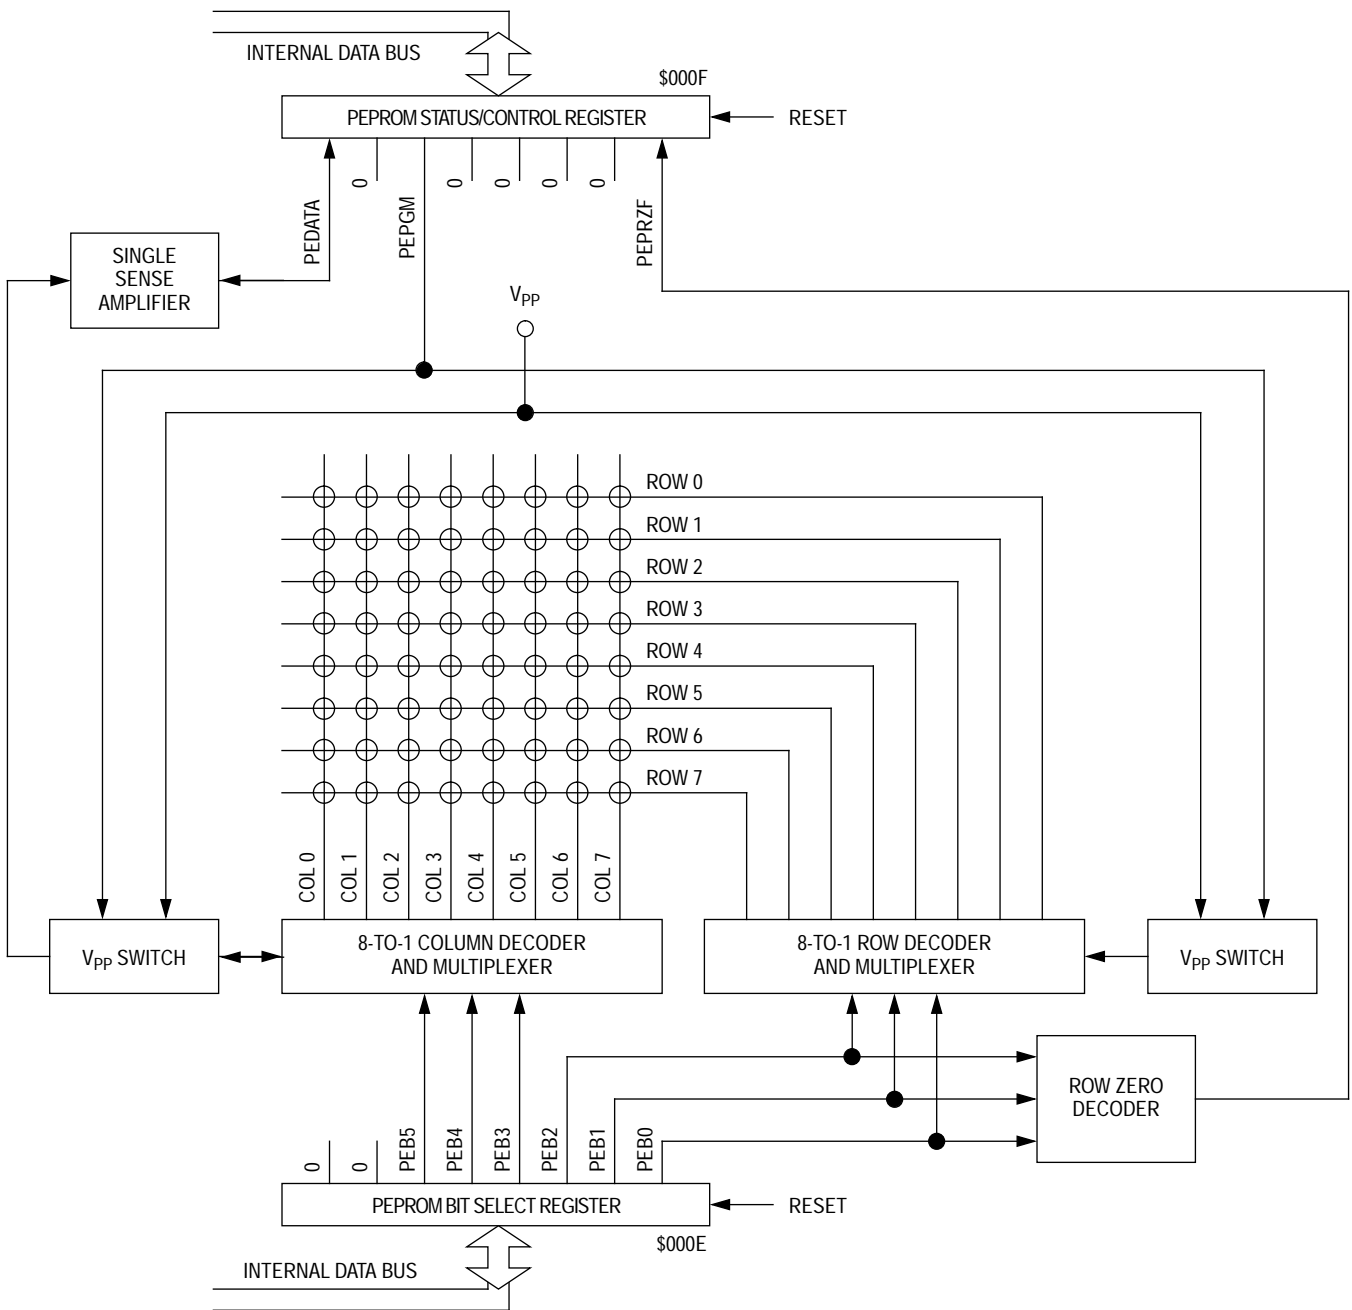 INTERNAL DATA BUS
$000F
PEPROM STATUS/CONTROL REGISTER
RESET
PEDATA
0
PEPGM
0
0
0
0
PEPRZF
SINGLE
SENSE
AMPLIFIER
VPP
ROW 0
ROW 1
ROW 2
ROW 3
ROW 4
ROW 5
ROW 6
ROW 7
COL 0
COL 1
COL 2
COL 3
COL 4
COL 5
COL 6
COL 7
VPP SWITCH
8-TO-1 COLUMN DECODER
AND MULTIPLEXER
8-TO-1 ROW DECODER
AND MULTIPLEXER
VPP SWITCH
ROW ZERO
DECODER
0
0
PEB5
PEB4
PEB3
PEB2
PEB1
PEB0
PEPROM BIT SELECT REGISTER
RESET
$000E
INTERNAL DATA BUS